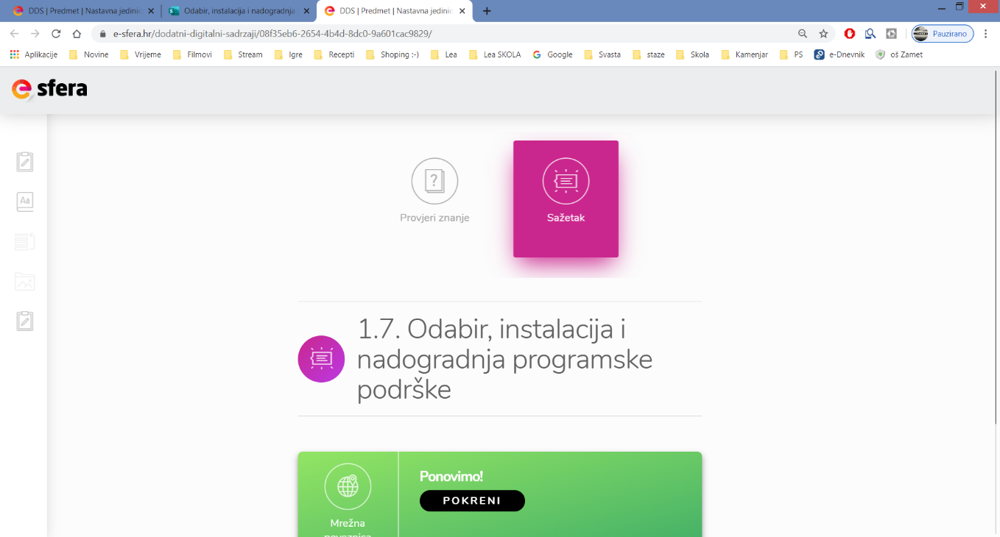 DDS | Predmet | Nastavna jedinic
Odabir, instalacija i nadogradnja
DDS | Predmet | Nastavna jedinic
e-sfera.hr/dodatni-digitalni-sadrzaji/08f35eb6-2654-4b4d-8dc0-9a601cac9829/
Pauzirano
Aplikacije Novine Vrijeme Filmovi Stream Igre Recepti Shoping :-) Lea Lea SKOLA Google Svasta staze Skola Kamenjar PS e-Dnevnik oš Zamet
e sfera
Aa
Provjeri znanje
Sažetak
1.7. Odabir, instalacija i
nadogradnja programske
podrške
Ponovimo!
POKRENI
Mrežna
poveznica